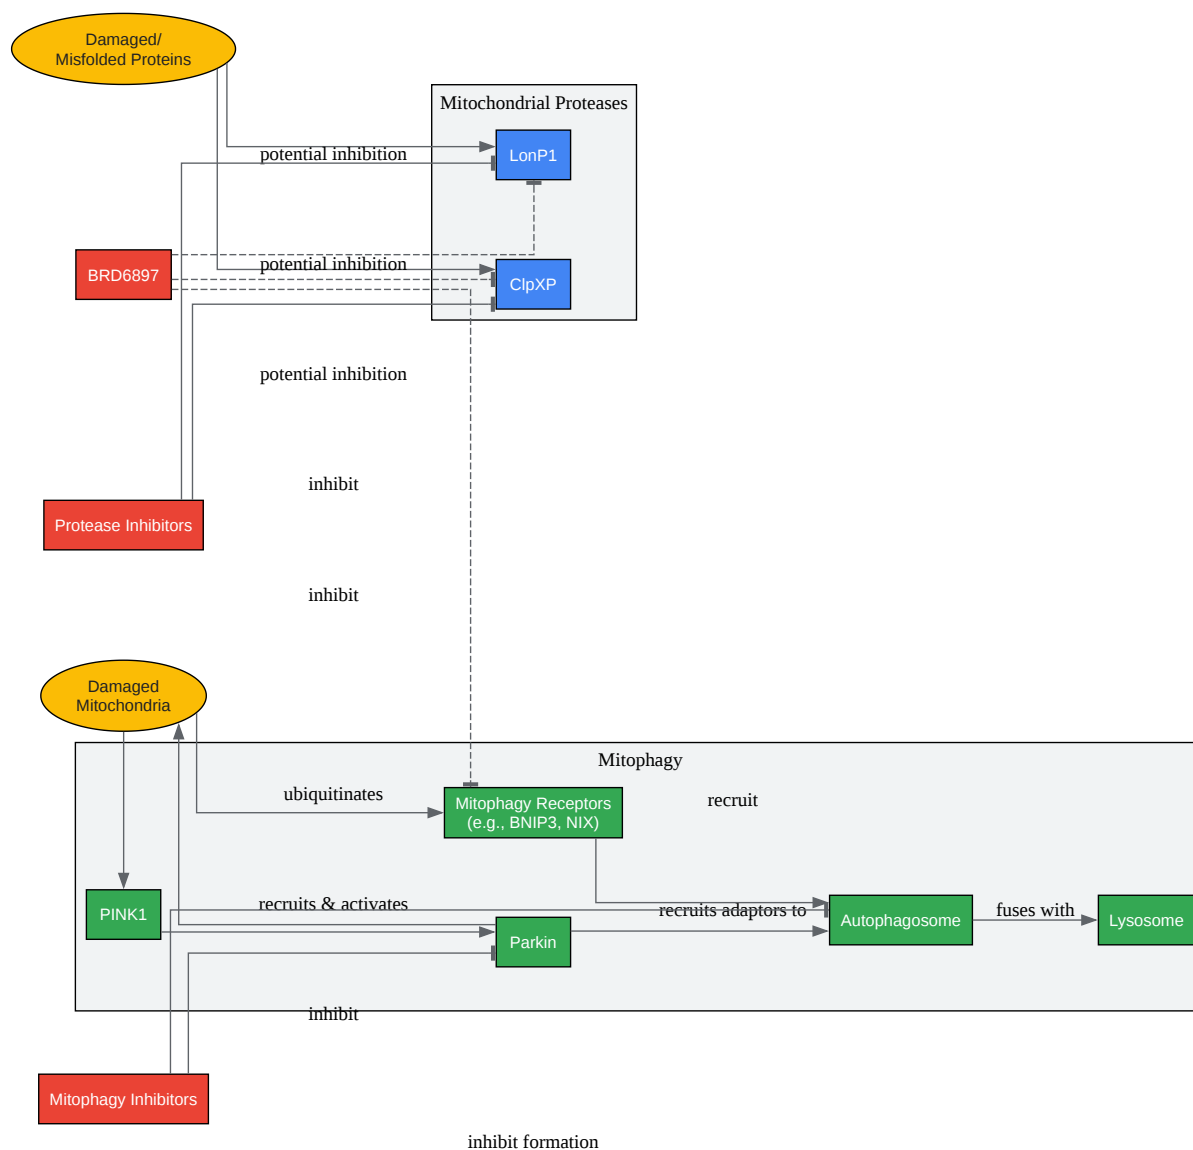 Damaged/
Misfolded Proteins
Mitochondrial Proteases
LonP1
potential inhibition
BRD6897
potential inhibition
ClpXP
potential inhibition
inhibit
Protease Inhibitors
inhibit
Damaged
Mitochondria
Mitophagy
ubiquitinates
Mitophagy Receptors
(e.g., BNIP3, NIX)
recruit
PINK1
recruits & activates
Parkin
recruits adaptors to
Autophagosome
fuses with
Lysosome
inhibit
Mitophagy Inhibitors
inhibit formation